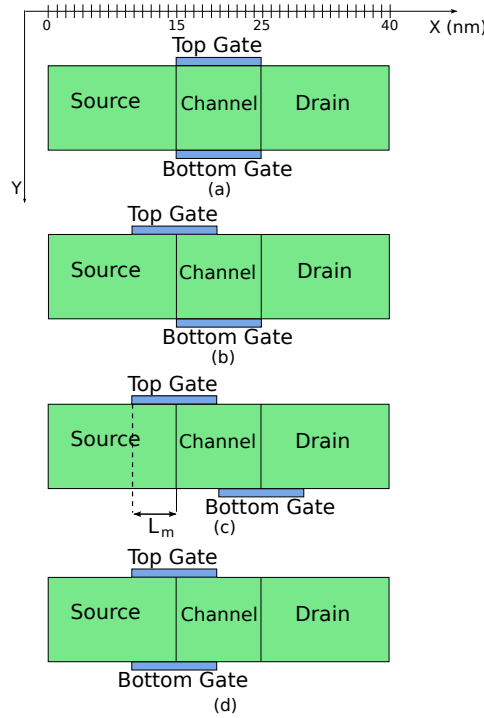 0 15 25 40 X (nm)
Top Gate
Source Channel Drain
Y
Bottom Gate
(a)
Top Gate
Source Channel Drain
Bottom Gate
(b)
Top Gate
Source Channel Drain
Bottom Gate
Lm
(c)
Top Gate
Source Channel Drain
Bottom Gate
(d)